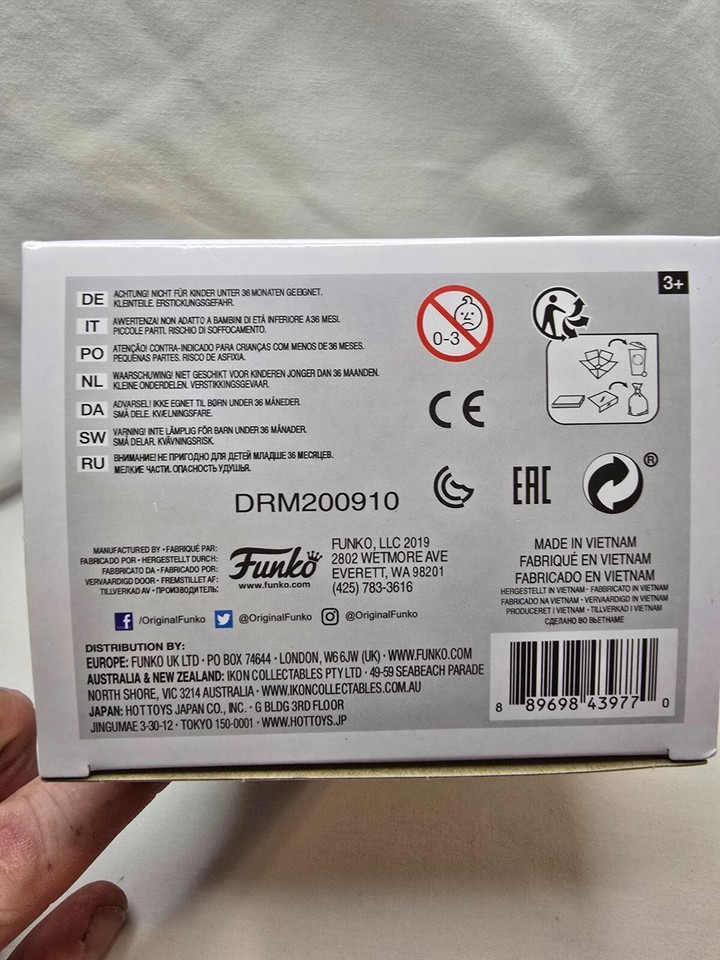 3+
DE ACHTUNG! NICHT FÜR KINDER UNTER 36 MONATEN GEEIGNET.
KLEINTEILE. ERSTICKUNGSGEFAHR.
IT AWERTENZA! NON ADATTO A BAMBINI DI ETÀ INFERIORE A 36 MESI.
PICCOLE PARTI. RISCHIO DI SOFFOCAMENTO.
PO ATENÇÃO! CONTRA-INDICADO PARA CRIANÇAS COM MENOS DE 36 MESES.
PEQUENAS PARTES. RISCO DE ASFIXIA.
NL WAARSCHUWING! NIET GESCHIKT VOOR KINDEREN JONGER DAN 36 MAANDEN.
KLEINE ONDERDELEN. VERSTIKKINGSGEVAAR.
DA ADVARSEL! IKKE EGNET TIL BØRN UNDER 36 MÅNEDER.
SMÅ DELE. KVÆLNINGSFARE.
SW VARNING! INTE LÄMPLIG FÖR BARN UNDER 36 MÅNADER.
SMÅ DELAR. KVÄVNINGSRISK.
RU ВНИМАНИЕ! НЕ ПРИГОДНО ДЛЯ ДЕТЕЙ МЛАДШЕ 36 МЕСЯЦЕВ.
МЕЛКИЕ ЧАСТИ. ОПАСНОСТЬ УДУШЬЯ.
0-3
CE
EAC
®
DRM200910
MANUFACTURED BY • FABRIQUÉ PAR:
FABRICADO POR: • HERGESTELLT DURCH:
FABBRICATO DA • FABRICADO POR:
VERVAARDIGD DOOR • FREMSTILLET AF:
TILLVERKAD AV • ПРОИЗВОДИТЕЛЬ:
Funko
www.funko.com
FUNKO, LLC 2019
2802 WETMORE AVE
EVERETT, WA 98201
(425) 783-3616
MADE IN VIETNAM
FABRIQUÉ EN VIETNAM
FABRICADO EN VIETNAM
HERGESTELLT IN VIETNAM • FABBRICATO IN VIETNAM
FABRICADO NA VIETNAM • VERVAARDIGD IN VIETNAM
PRODUCERET I VIETNAM • TILLVERKAD I VIETNAM
СДЕЛАНО ВО ВЬЕТНАМЕ
/OriginalFunko @OriginalFunko @OriginalFunko
DISTRIBUTION BY:
EUROPE: FUNKO UK LTD · PO BOX 74644 · LONDON, W6 6JW (UK) · WWW.FUNKO.COM
AUSTRALIA & NEW ZEALAND: IKON COLLECTABLES PTY LTD · 49-59 SEABEACH PARADE
NORTH SHORE, VIC 3214 AUSTRALIA · WWW.IKONCOLLECTABLES.COM.AU
JAPAN: HOT TOYS JAPAN CO., INC. · G BLDG 3RD FLOOR
JINGUMAE 3-30-12 · TOKYO 150-0001 · WWW.HOTTOYS.JP
8 89698 43977 0